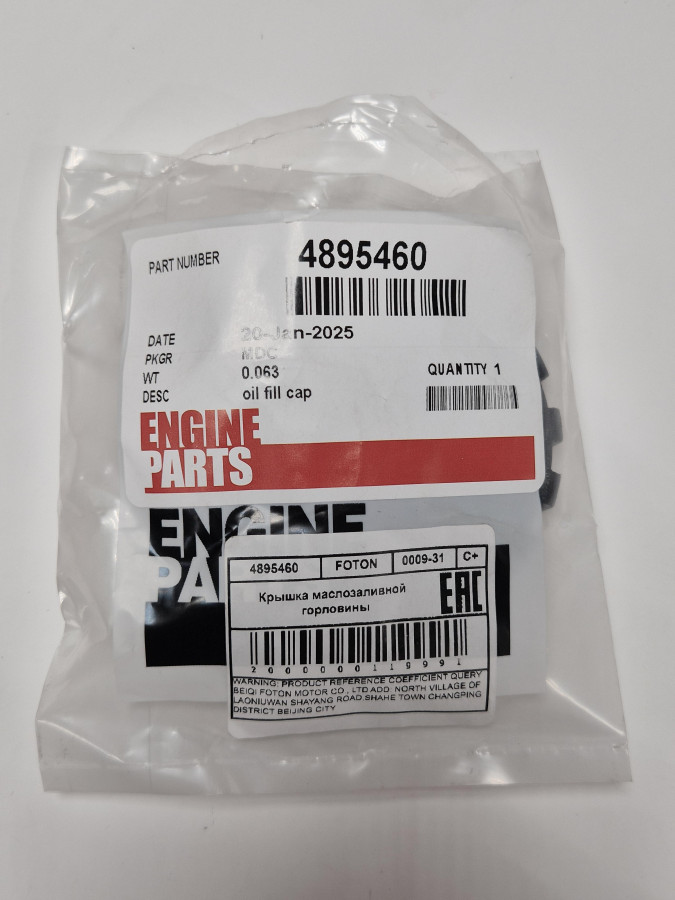 PART NUMBER 4895460
DATE 20-Jan-2025
PKGR MDC
WT 0.063 QUANTITY 1
DESC oil fill cap
ENGINE
PARTS
ENGINE
PA
4895460 FOTON 0009-31 C+
Крышка маслозаливной
горловины
EAC
2000000119991
WARNING: PRODUCT REFERENCE COEFFICIENT QUERY
BEIQI FOTON MOTOR CO., LTD ADD: NORTH VILLAGE OF
LAONIUWAN SHAYANG ROAD SHAHE TOWN CHANGPING
DISTRICT BEIJING CITY